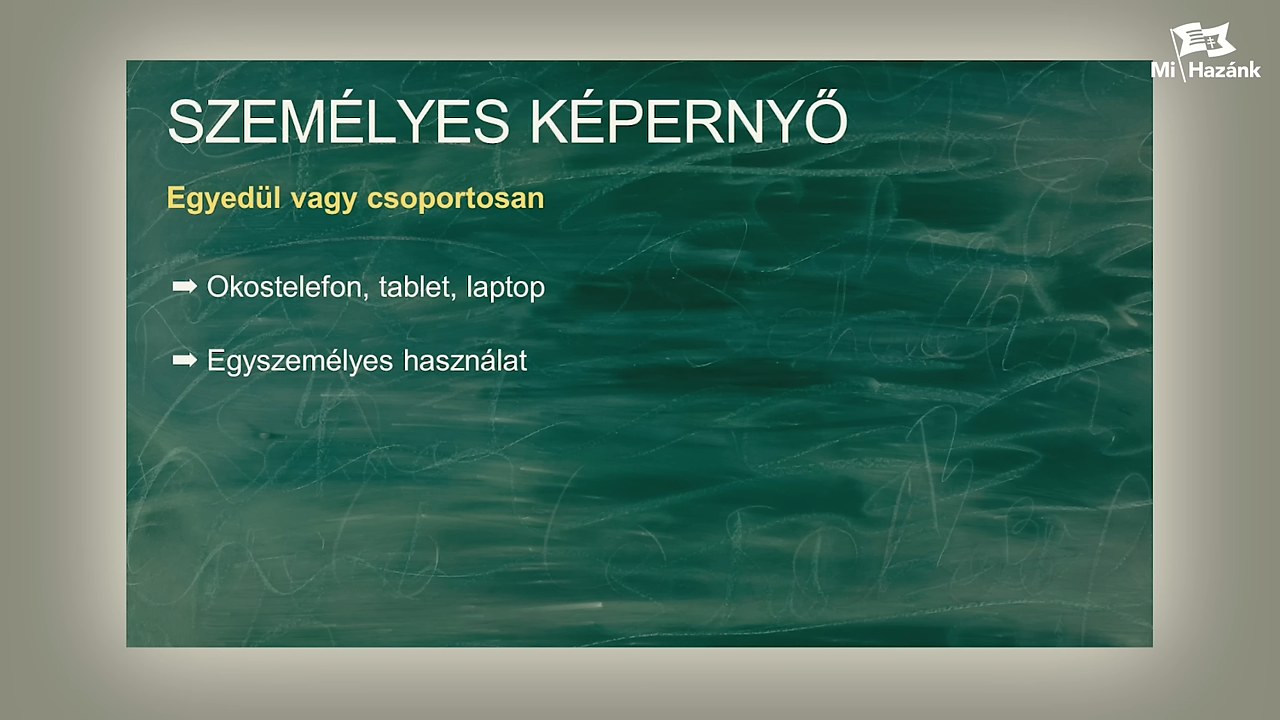 Mi Hazánk
SZEMÉLYES KÉPERNYŐ
Egyedül vagy csoportosan
➡ Okostelefon, tablet, laptop
➡ Egyszemélyes használat